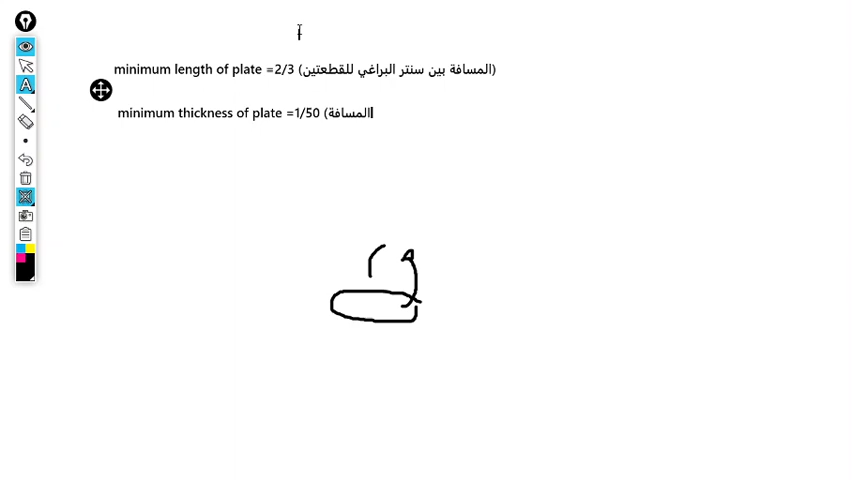 minimum length of plate =2/3 (المسافة بين سنتر البراغي للقطعتين)
minimum thickness of plate =1/50 (المسافة